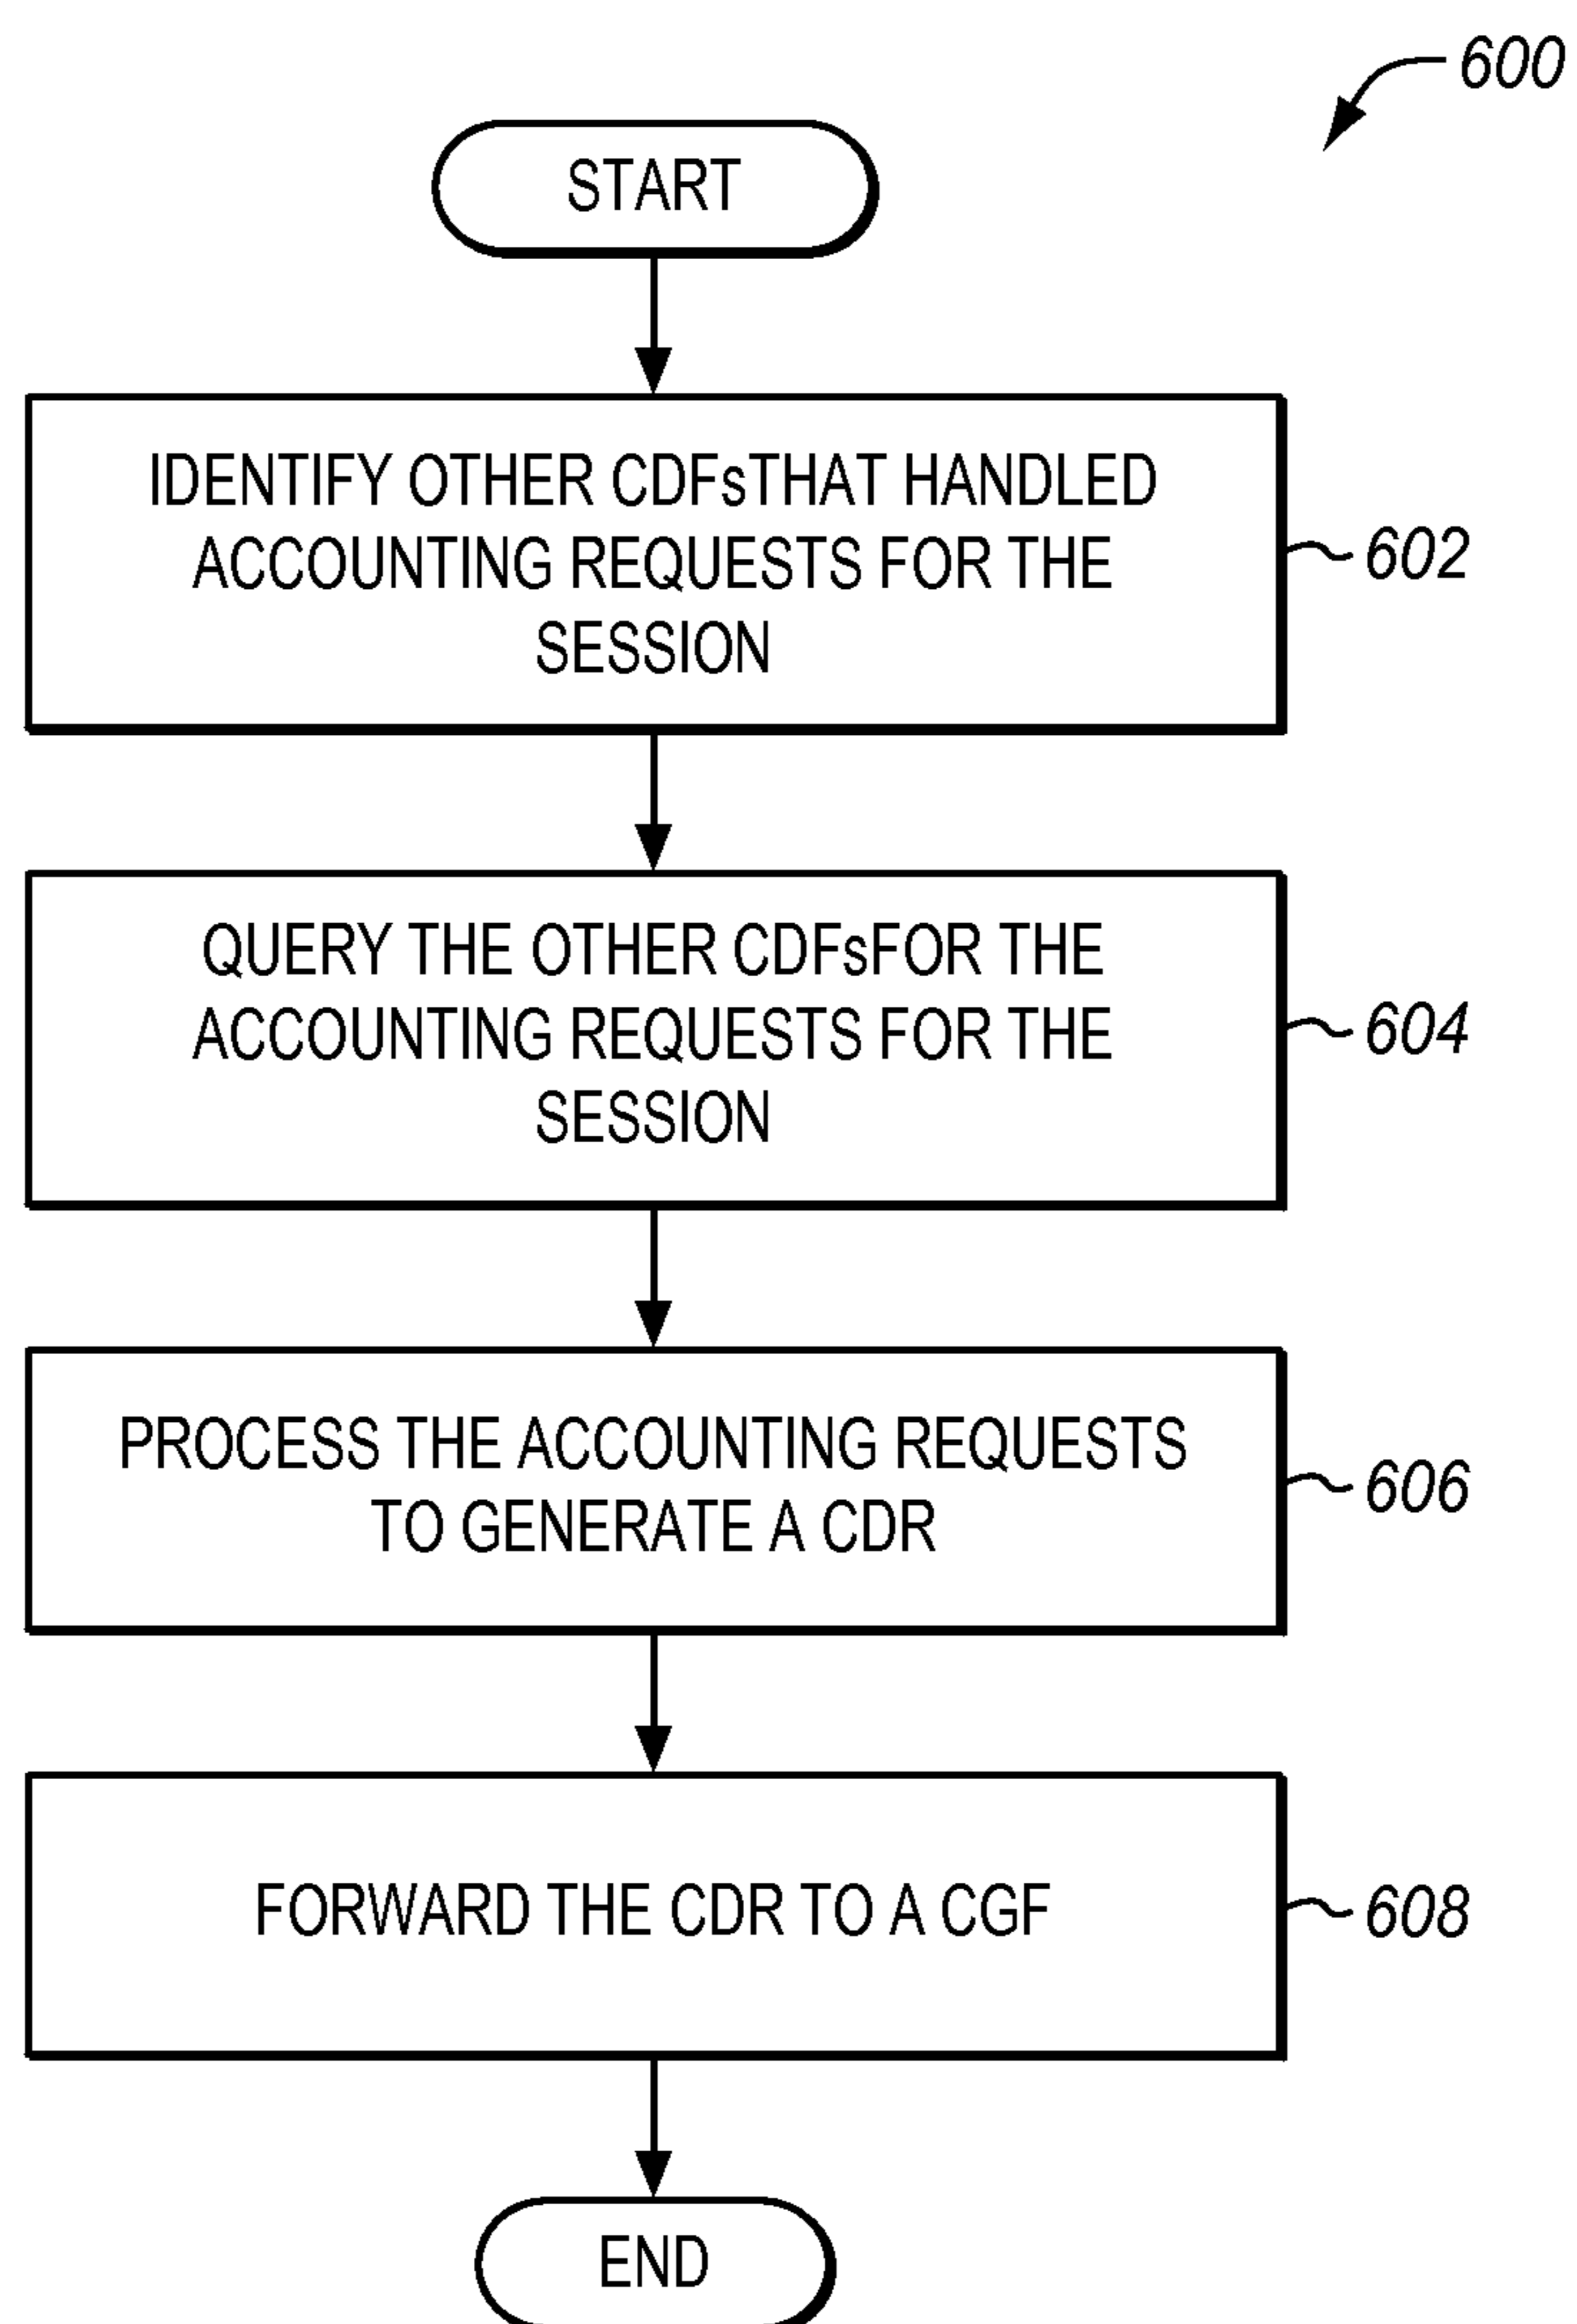 600
START
IDENTIFY OTHER CDFsTHAT HANDLED
ACCOUNTING REQUESTS FOR THE
SESSION
602
QUERY THE OTHER CDFsFOR THE
ACCOUNTING REQUESTS FOR THE
SESSION
604
PROCESS THE ACCOUNTING REQUESTS
TO GENERATE A CDR
606
FORWARD THE CDR TO A CGF
608
END